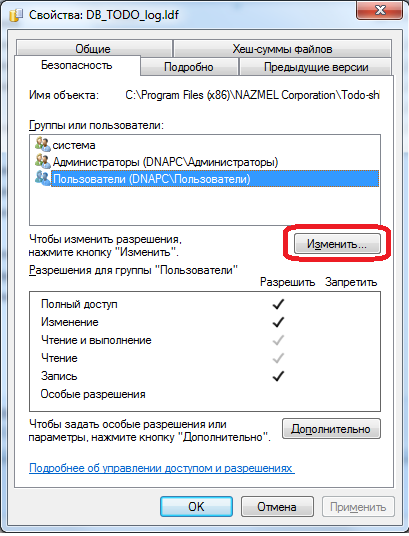 Свойства: DB_TODO_log.ldf
Общие
Хеш-суммы файлов
Безопасность
Подробно
Предыдущие версии
Имя объекта: C:\Program Files (x86)\NAZMEL Corporation\Todo-sh
Группы или пользователи:
система
Администраторы (DNAPC\Администраторы)
Пользователи (DNAPC\Пользователи)
Чтобы изменить разрешения,
нажмите кнопку "Изменить".
Изменить...
Разрешения для группы "Пользователи"
Разрешить Запретить
Полный доступ
Изменение
Чтение и выполнение
Чтение
Запись
Особые разрешения
Чтобы задать особые разрешения или
параметры, нажмите кнопку "Дополнительно".
Дополнительно
Подробнее об управлении доступом и разрешениях
OK Отмена Применить